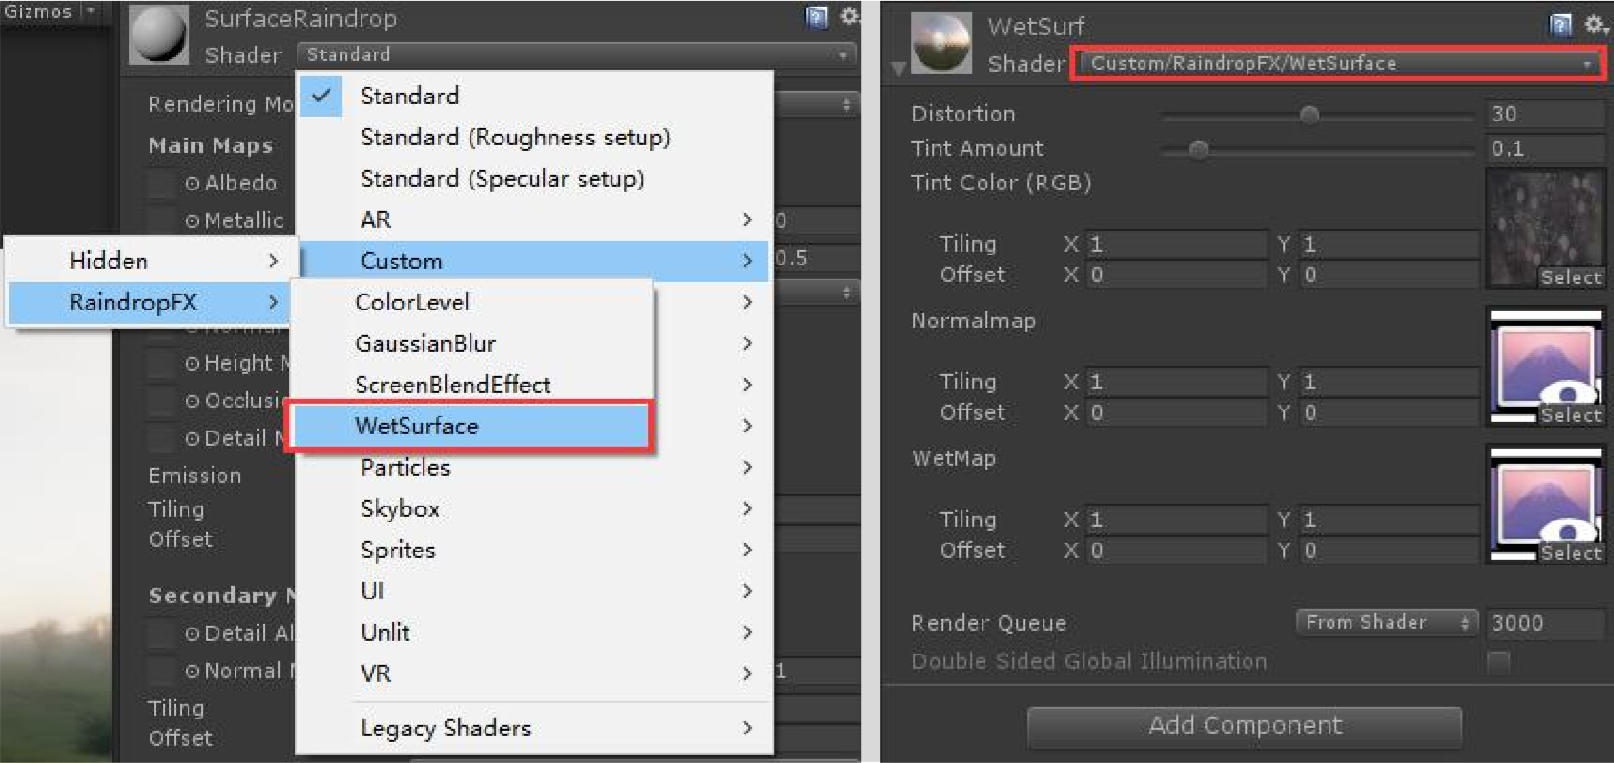 Gizmos
SurfaceRaindrop
Shader Standard
Rendering Mo
Main Maps
Albedo
Metallic 0
0.5
Height M
Occlusi
Detail M
Emission
Tiling
Offset
Secondary M
Detail Al
Normal M 1
Tiling
Offset
Standard
Standard (Roughness setup)
Standard (Specular setup)
AR
Custom
Particles
Skybox
Sprites
UI
Unlit
VR
Legacy Shaders
Hidden
RaindropFX
ColorLevel
GaussianBlur
ScreenBlendEffect
WetSurface
WetSurf
Shader Custom/RaindropFX/WetSurface
Distortion 30
Tint Amount 0.1
Tint Color (RGB)
Tiling X 1 Y 1
Offset X 0 Y 0
Select
Normalmap
Tiling X 1 Y 1
Offset X 0 Y 0
Select
WetMap
Tiling X 1 Y 1
Offset X 0 Y 0
Select
Render Queue From Shader 3000
Double Sided Global Illumination
Add Component